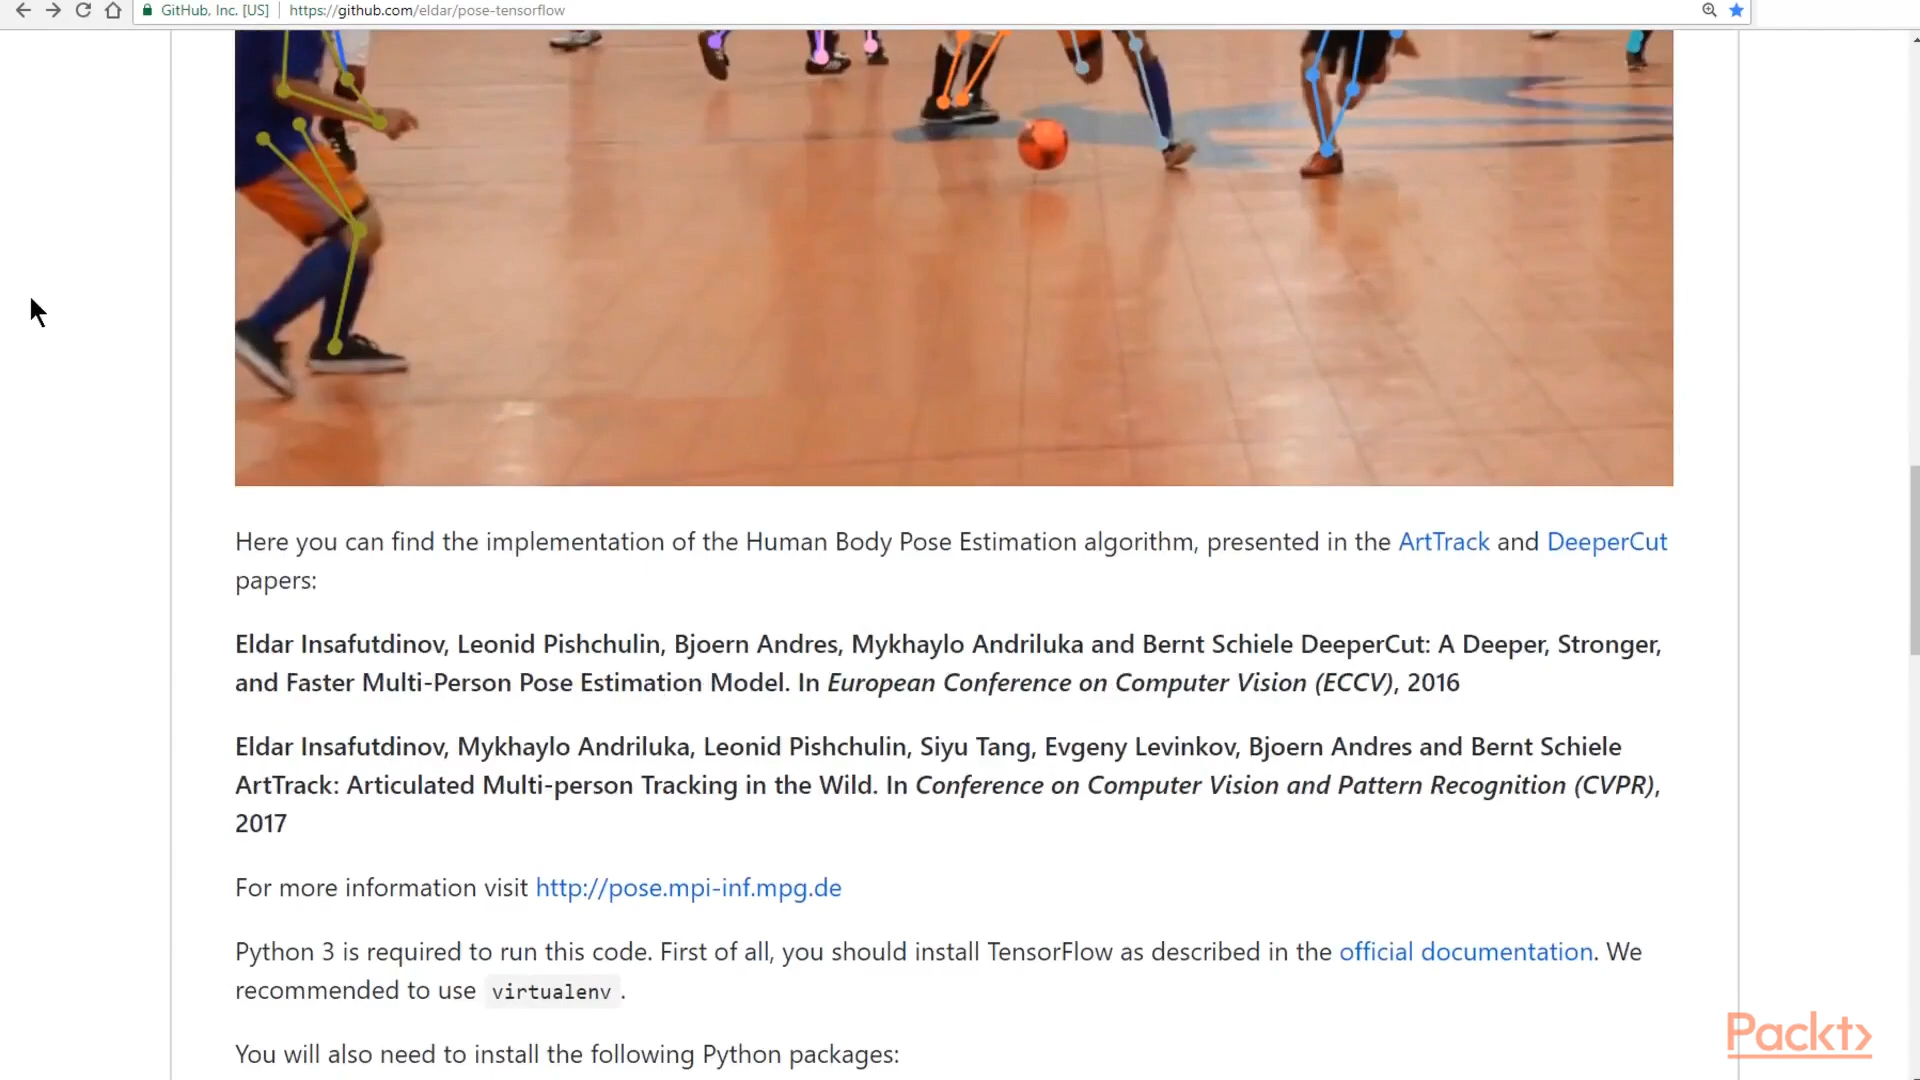 GitHub, Inc. [US] https://github.com/eldar/pose-tensorflow
Here you can find the implementation of the Human Body Pose Estimation algorithm, presented in the ArtTrack and DeeperCut
papers:
Eldar Insafutdinov, Leonid Pishchulin, Bjoern Andres, Mykhaylo Andriluka and Bernt Schiele DeeperCut: A Deeper, Stronger,
and Faster Multi-Person Pose Estimation Model. In European Conference on Computer Vision (ECCV), 2016
Eldar Insafutdinov, Mykhaylo Andriluka, Leonid Pishchulin, Siyu Tang, Evgeny Levinkov, Bjoern Andres and Bernt Schiele
ArtTrack: Articulated Multi-person Tracking in the Wild. In Conference on Computer Vision and Pattern Recognition (CVPR),
2017
For more information visit http://pose.mpi-inf.mpg.de
Python 3 is required to run this code. First of all, you should install TensorFlow as described in the official documentation. We
recommended to use virtualenv .
You will also need to install the following Python packages:
Packt>